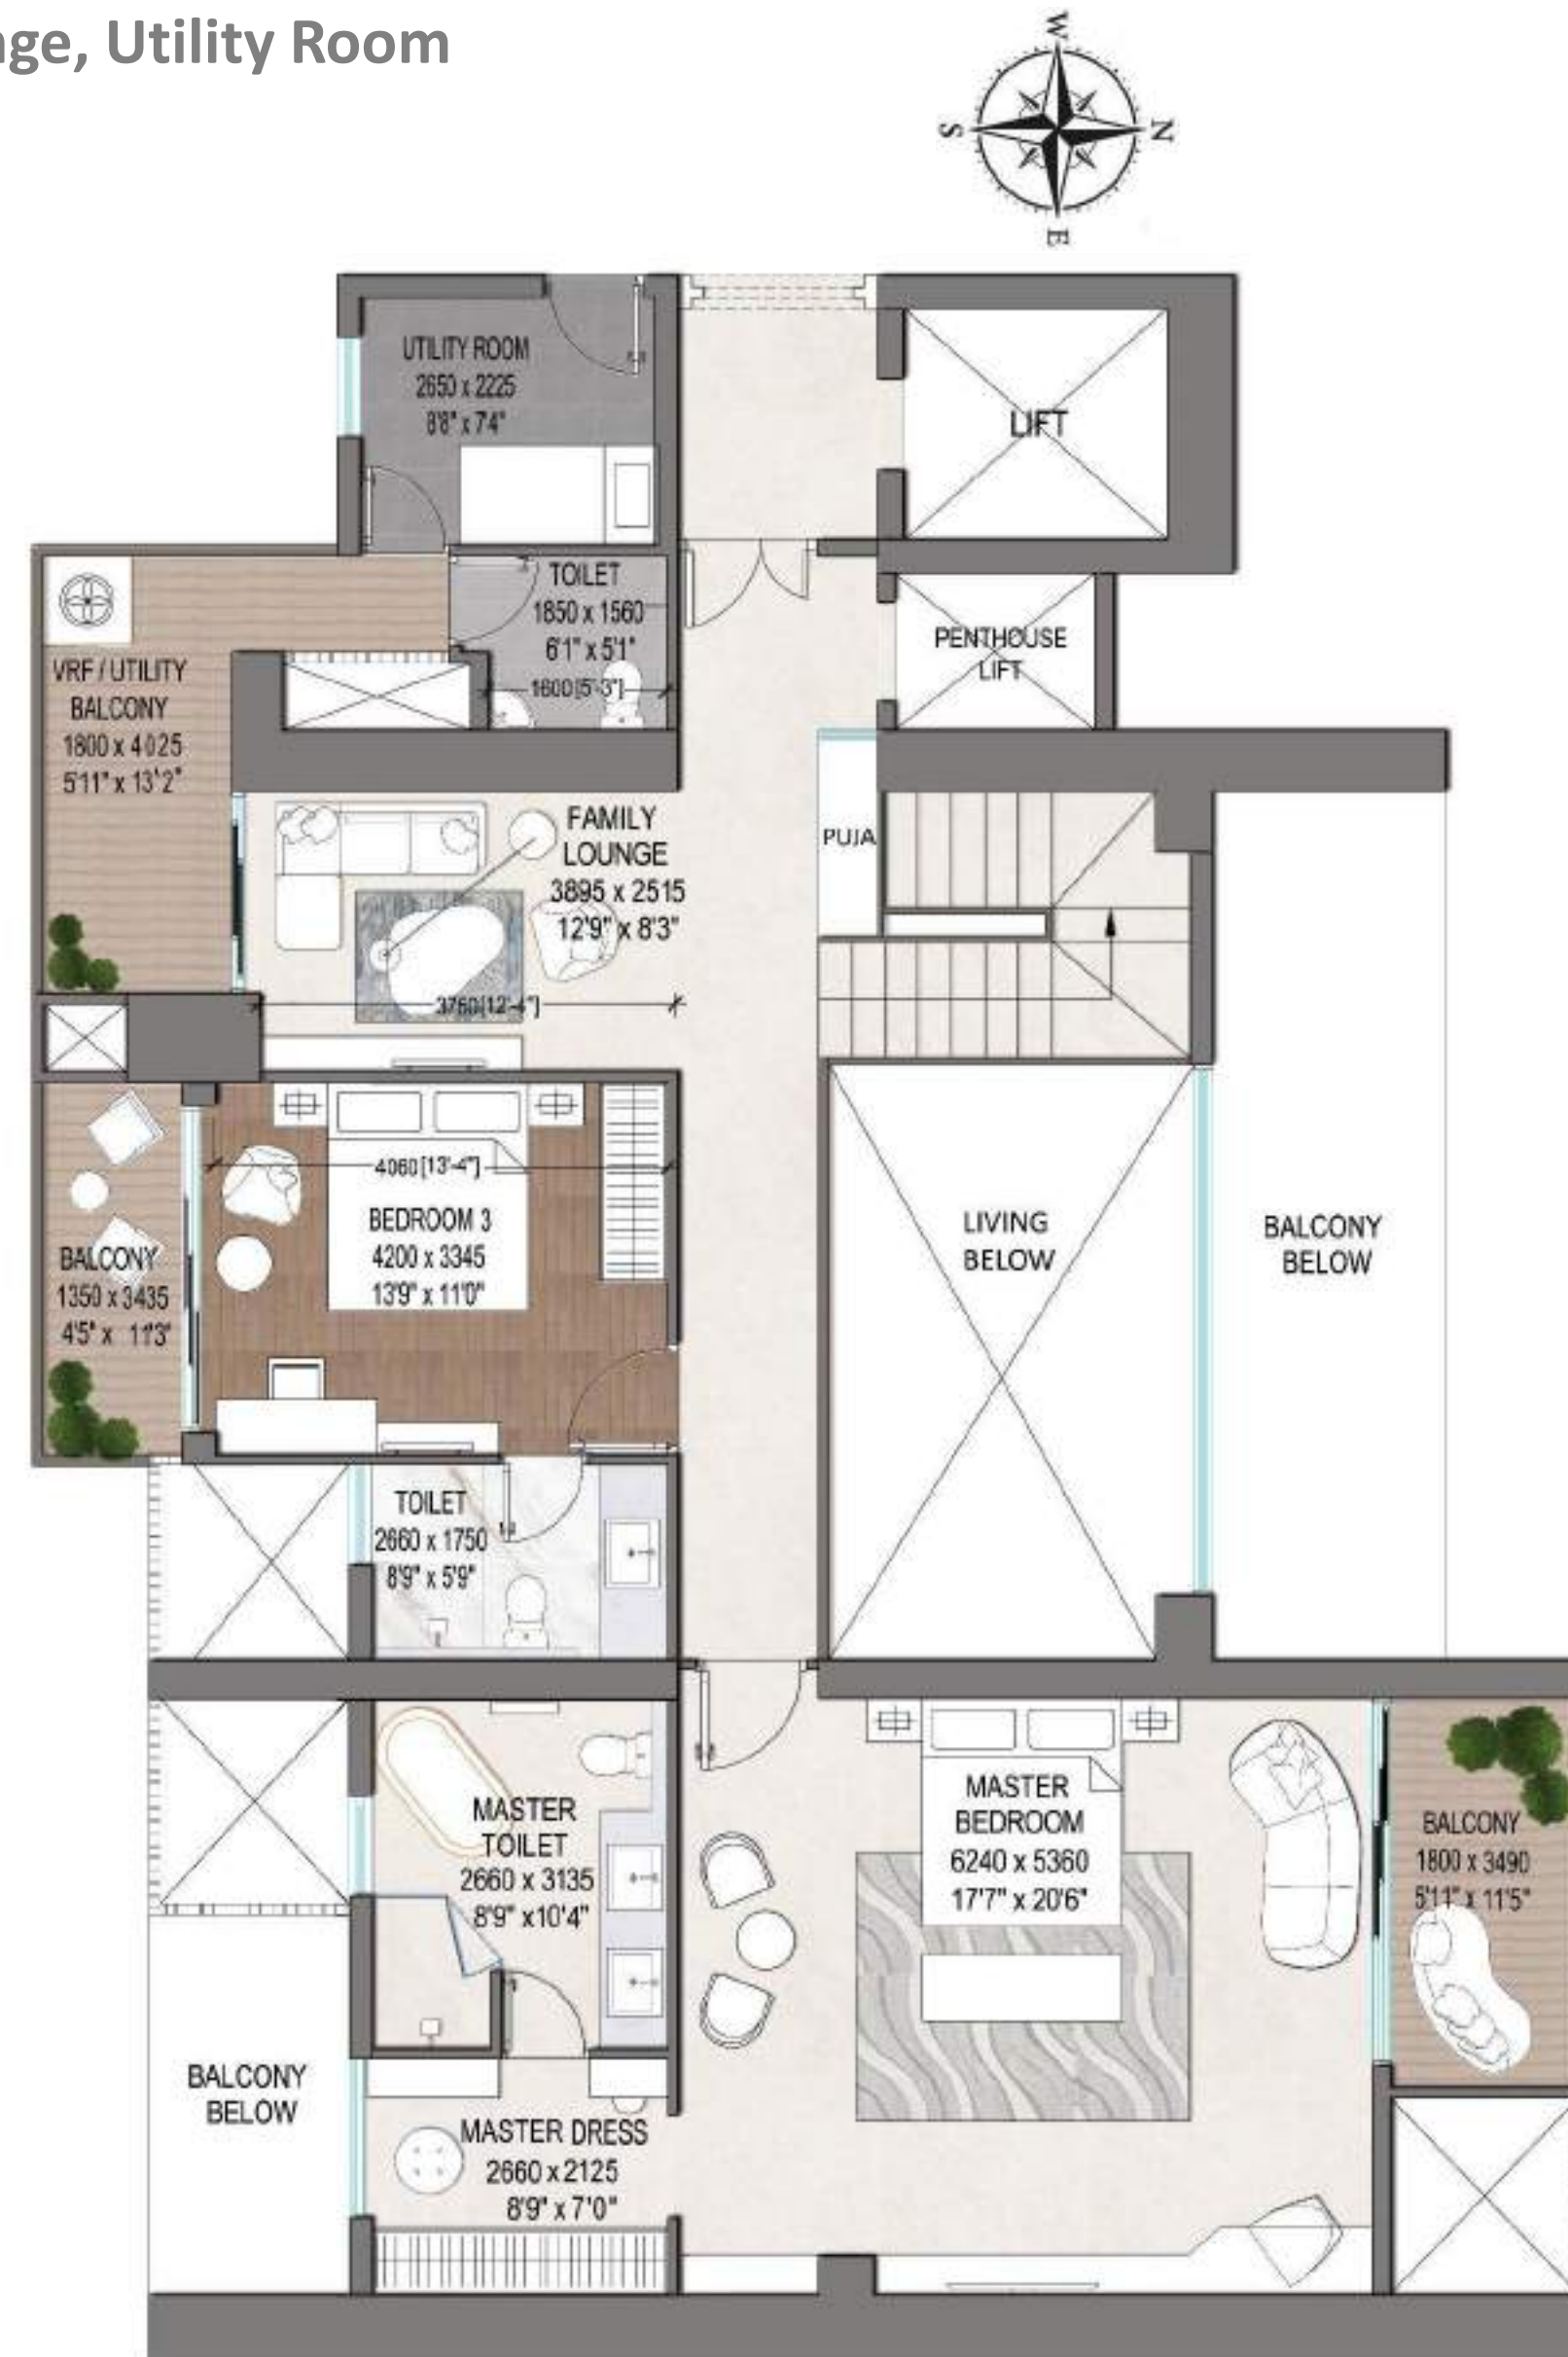 nge, Utility Room
W
S
N
E
UTILITY ROOM
2650 x 2225
8'8" x 7'4"
LIFT
TOILET
1850 x 1560
6'1" x 5'1"
1600[5'-3"]
PENTHOUSE
LIFT
VRF / UTILITY
BALCONY
1800 x 4025
5'11" x 13'2"
FAMILY
LOUNGE
3895 x 2515
12'9" x 8'3"
3760[12'-4"]
PUJA
4060[13'-4"]
BEDROOM 3
4200 x 3345
13'9" x 11'0"
BALCONY
1350 x 3435
4'5" x 11'3"
LIVING
BELOW
BALCONY
BELOW
TOILET
2660 x 1750
8'9" x 5'9"
MASTER
TOILET
2660 x 3135
8'9" x10'4"
MASTER
BEDROOM
6240 x 5360
17'7" x 20'6"
BALCONY
1800 x 3490
5'11" x 11'5"
BALCONY
BELOW
MASTER DRESS
2660 x 2125
8'9" x 7'0"